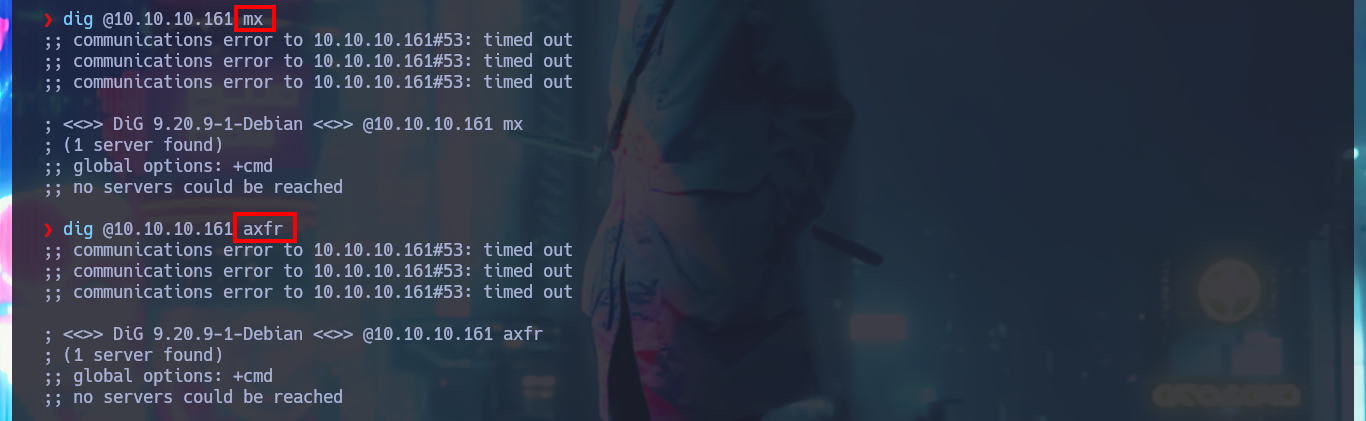 ❯ dig @10.10.10.161 mx
;; communications error to 10.10.10.161#53: timed out
;; communications error to 10.10.10.161#53: timed out
;; communications error to 10.10.10.161#53: timed out
; <<>> DiG 9.20.9-1-Debian <<>> @10.10.10.161 mx
; (1 server found)
;; global options: +cmd
;; no servers could be reached
❯ dig @10.10.10.161 axfr
;; communications error to 10.10.10.161#53: timed out
;; communications error to 10.10.10.161#53: timed out
;; communications error to 10.10.10.161#53: timed out
; <<>> DiG 9.20.9-1-Debian <<>> @10.10.10.161 axfr
; (1 server found)
;; global options: +cmd
;; no servers could be reached